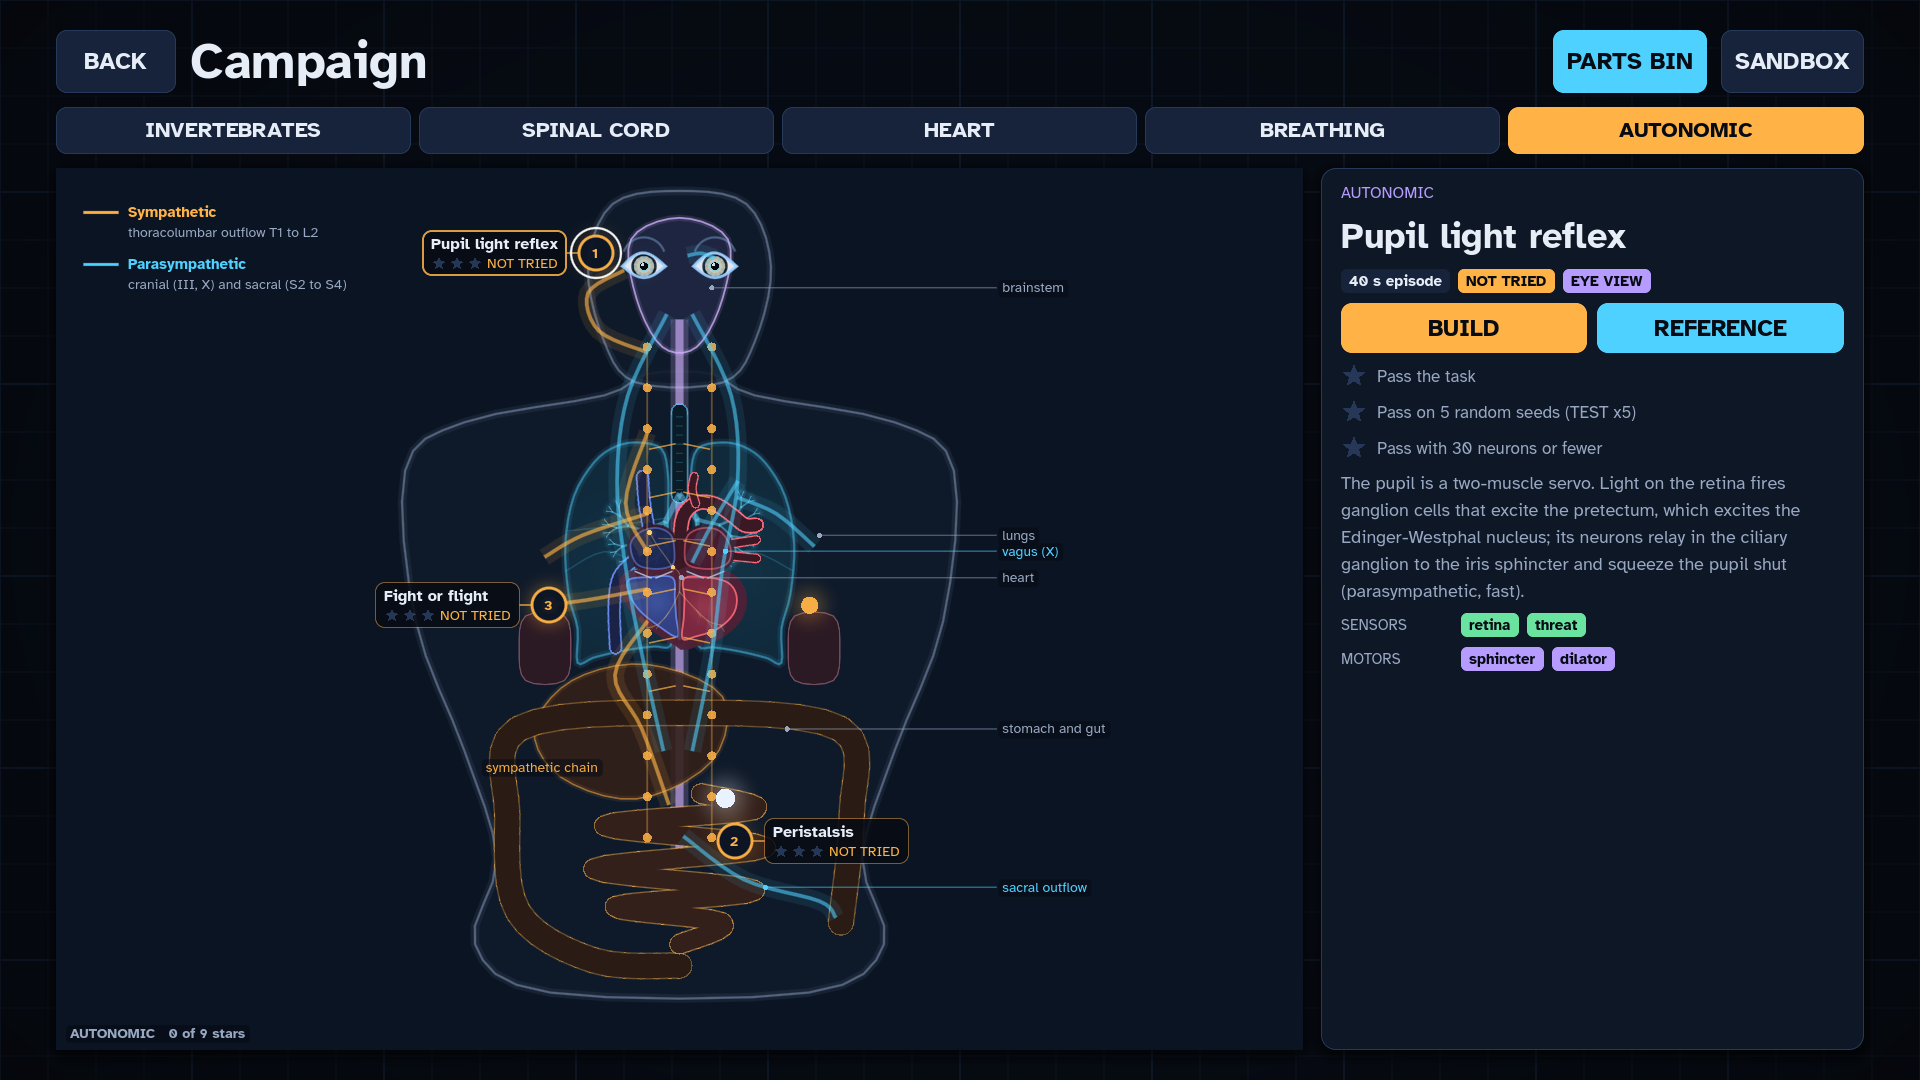 BACK
Campaign
PARTS BIN
SANDBOX
INVERTEBRATES
SPINAL CORD
HEART
BREATHING
AUTONOMIC
Sympathetic
thoracolumbar outflow T1 to L2
Parasympathetic
cranial (III, X) and sacral (S2 to S4)
Pupil light reflex
NOT TRIED
1
brainstem
lungs
vagus (X)
heart
Fight or flight
NOT TRIED
3
stomach and gut
sympathetic chain
2
Peristalsis
NOT TRIED
sacral outflow
AUTONOMIC 0 of 9 stars
AUTONOMIC
Pupil light reflex
40 s episode
NOT TRIED
EYE VIEW
BUILD
REFERENCE
Pass the task
Pass on 5 random seeds (TEST x5)
Pass with 30 neurons or fewer
The pupil is a two-muscle servo. Light on the retina fires
ganglion cells that excite the pretectum, which excites the
Edinger-Westphal nucleus; its neurons relay in the ciliary
ganglion to the iris sphincter and squeeze the pupil shut
(parasympathetic, fast).
SENSORS retina threat
MOTORS sphincter dilator